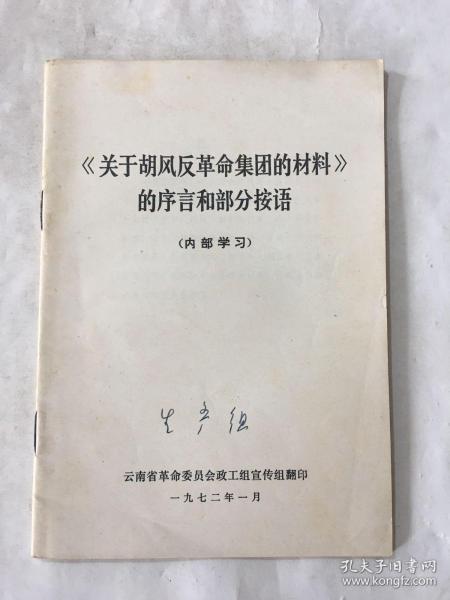 《关于胡风反革命集团的材料》
的序言和部分按语
(内部学习)
生产组
云南省革命委员会政工组宣传组翻印
一九七二年一月
孔夫子旧书网
www.kongfz.com